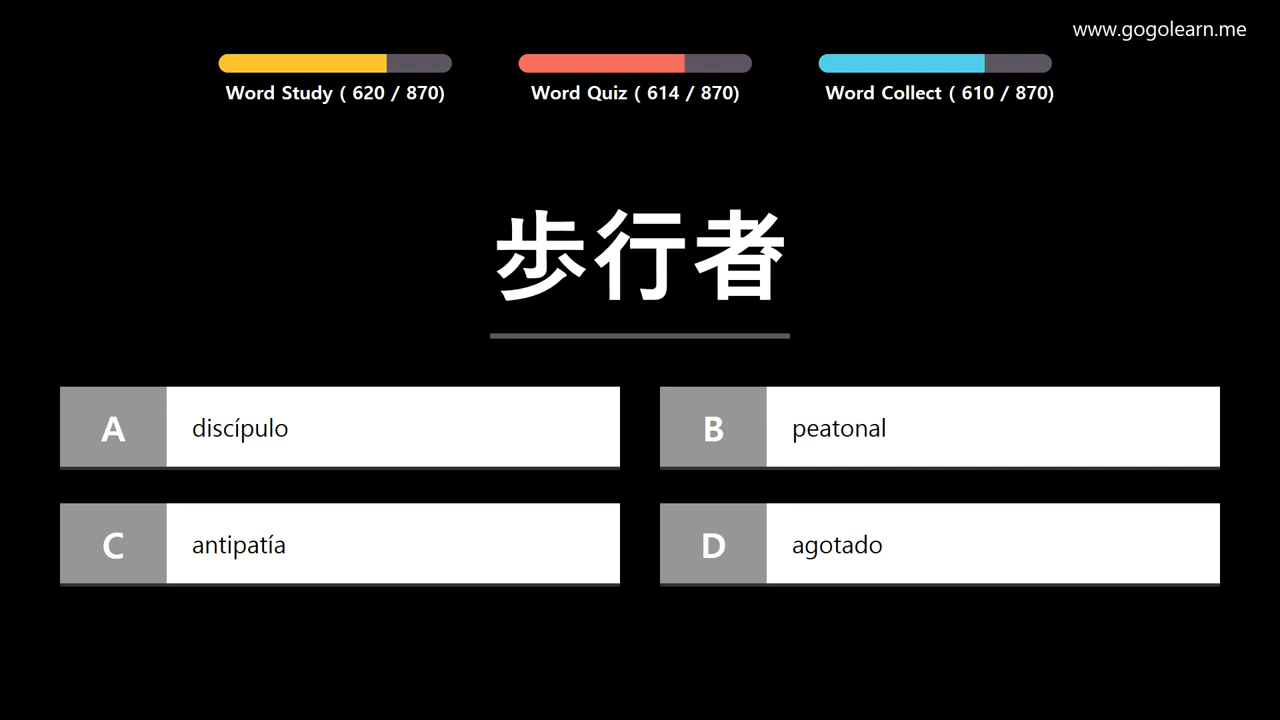 www.gogolearn.me
Word Study ( 620 / 870)
Word Quiz ( 614 / 870)
Word Collect ( 610 / 870)
歩行者
A discípulo
B peatonal
C antipatía
D agotado